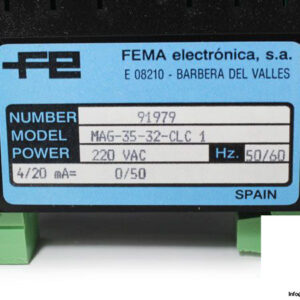 fe FEMA electrónica, s.a.
E 08210 - BARBERA DEL VALLES
NUMBER 91979
MODEL MAG-35-32-CLC 1
POWER 220 VAC Hz. 50/60
4/20 mA= 0/50
SPAIN